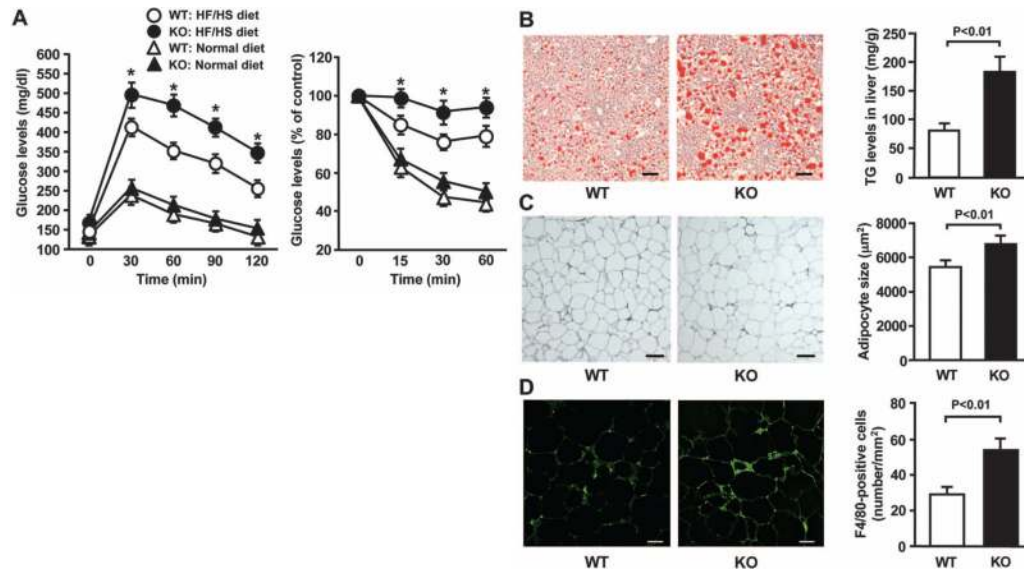 A
WT: HF/HS diet
KO: HF/HS diet
WT: Normal diet
KO: Normal diet
Glucose levels (mg/dl)
600
550
500
450
400
350
300
250
200
150
100
* * * *
0 30 60 90 120
Time (min)
Glucose levels (% of control)
120
100
80
60
40
20
* * *
0 15 30 60
Time (min)
B
WT KO
TG levels in liver (mg/g)
P<0.01
250
200
150
100
50
0
WT KO
C
WT KO
Adipocyte size (μm²)
P<0.01
8000
6000
4000
2000
0
WT KO
D
WT KO
F4/80-positive cells
(number/mm²)
P<0.01
80
60
40
20
0
WT KO